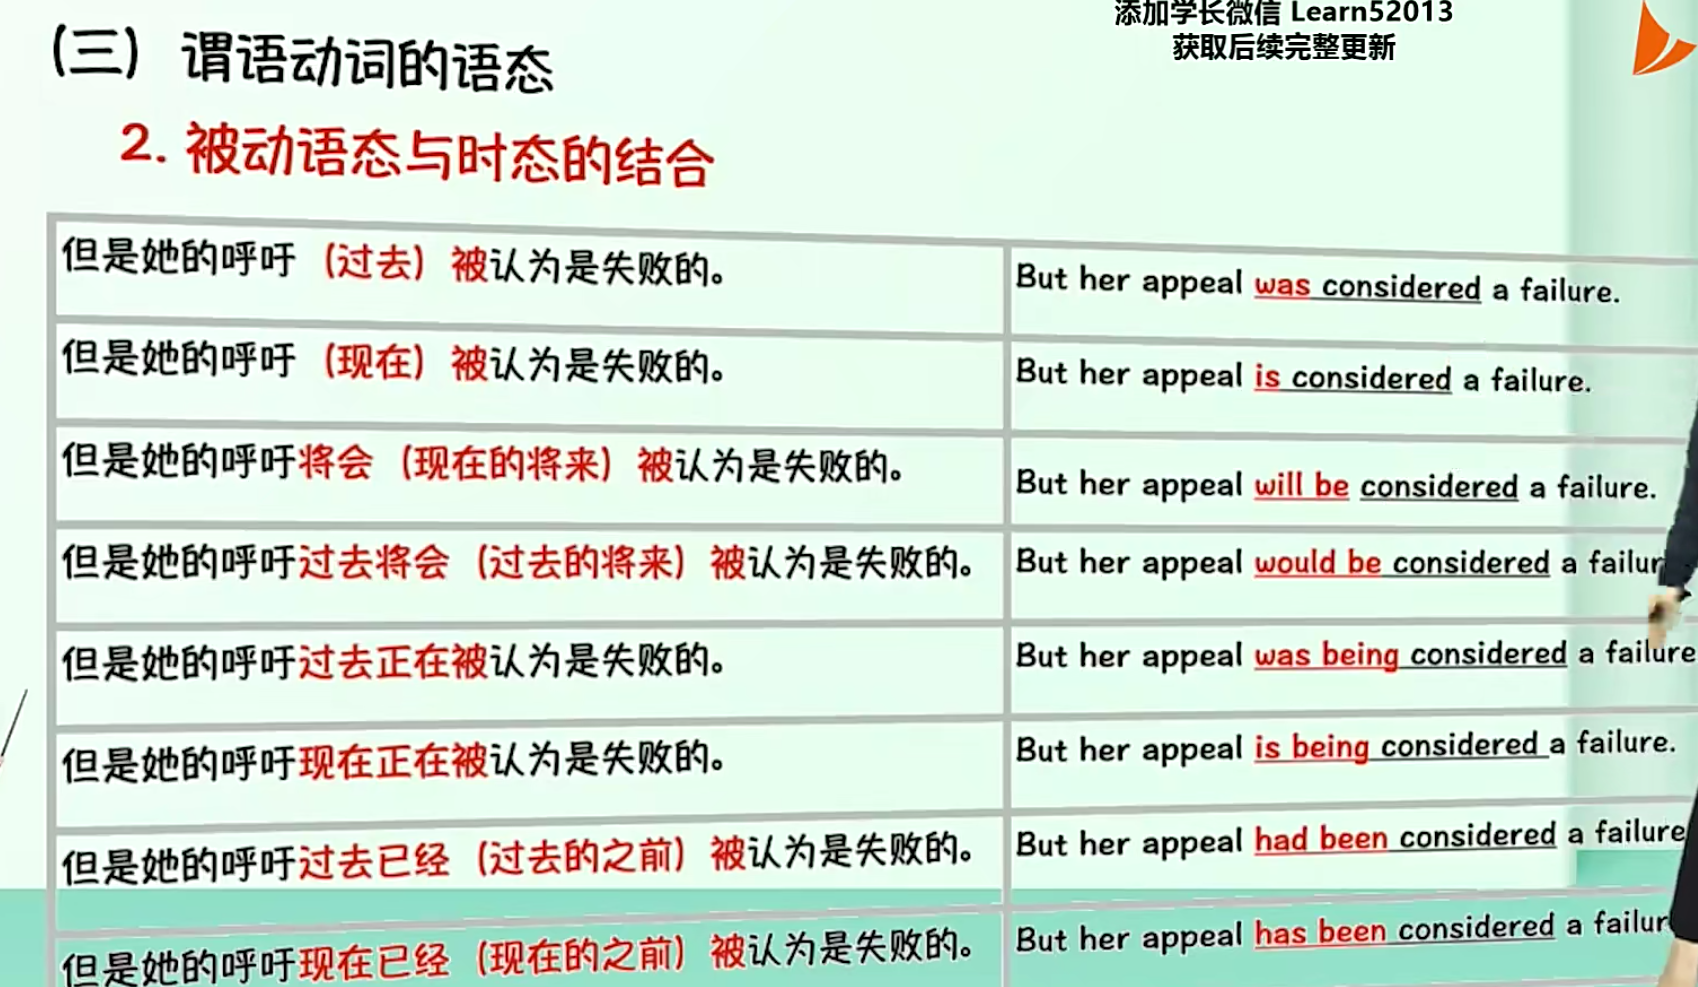 添加学长微信 Learn52013
获取后续完整更新
(三) 谓语动词的语态
2. 被动语态与时态的结合
但是她的呼吁(过去)被认为是失败的。
But her appeal was considered a failure.
但是她的呼吁(现在)被认为是失败的。
But her appeal is considered a failure.
但是她的呼吁将会(现在的将来)被认为是失败的。
But her appeal will be considered a failure.
但是她的呼吁过去将会(过去的将来)被认为是失败的。
But her appeal would be considered a failur
但是她的呼吁过去正在被认为是失败的。
But her appeal was being considered a failure
但是她的呼吁现在正在被认为是失败的。
But her appeal is being considered a failure.
但是她的呼吁过去已经(过去的之前)被认为是失败的。
But her appeal had been considered a failure
但是她的呼吁现在已经(现在的之前)被认为是失败的。
But her appeal has been considered a failur